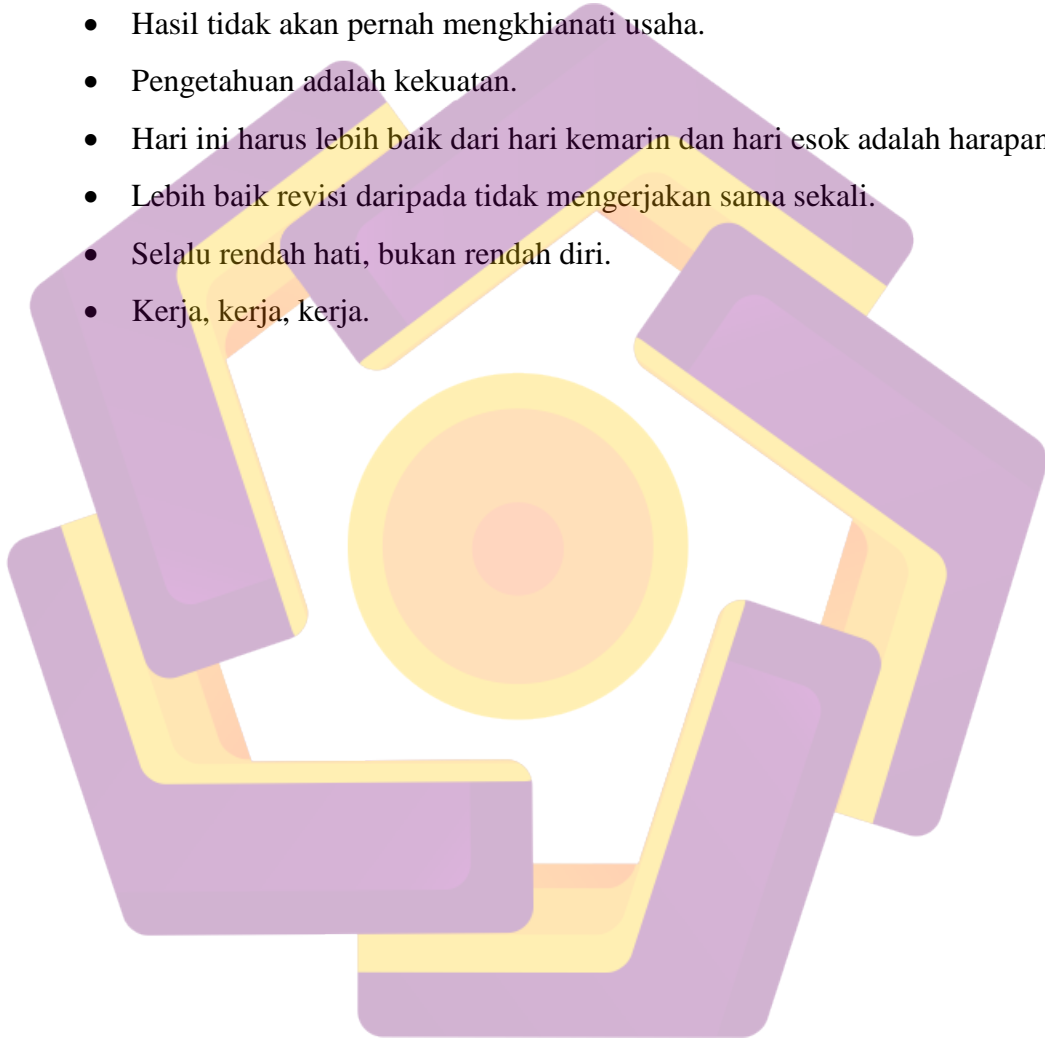 • Hasil tidak akan pernah mengkhianati usaha.
• Pengetahuan adalah kekuatan.
• Hari ini harus lebih baik dari hari kemarin dan hari esok adalah harapan
• Lebih baik revisi daripada tidak mengerjakan sama sekali.
• Selalu rendah hati, bukan rendah diri.
• Kerja, kerja, kerja.